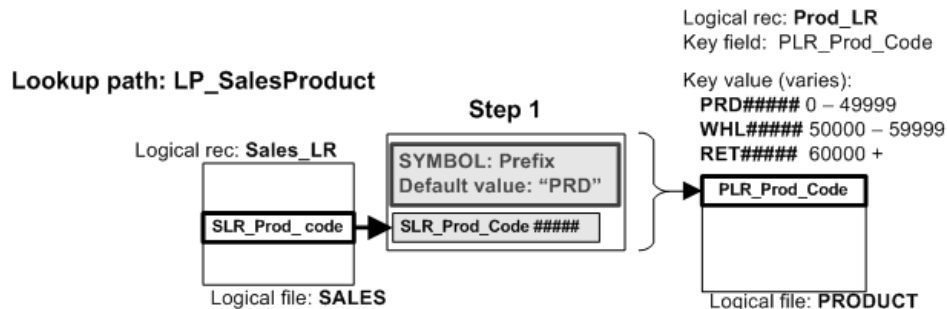 Logical rec: Prod_LR
Key field: PLR_Prod_Code
Lookup path: LP_SalesProduct
Key value (varies):
PRD##### 0 – 49999
WHL##### 50000 – 59999
RET##### 60000 +
Step 1
Logical rec: Sales_LR
SYMBOL: Prefix
Default value: “PRD”
SLR_Prod_ code
SLR_Prod_Code #####
PLR_Prod_Code
Logical file: SALES
Logical file: PRODUCT